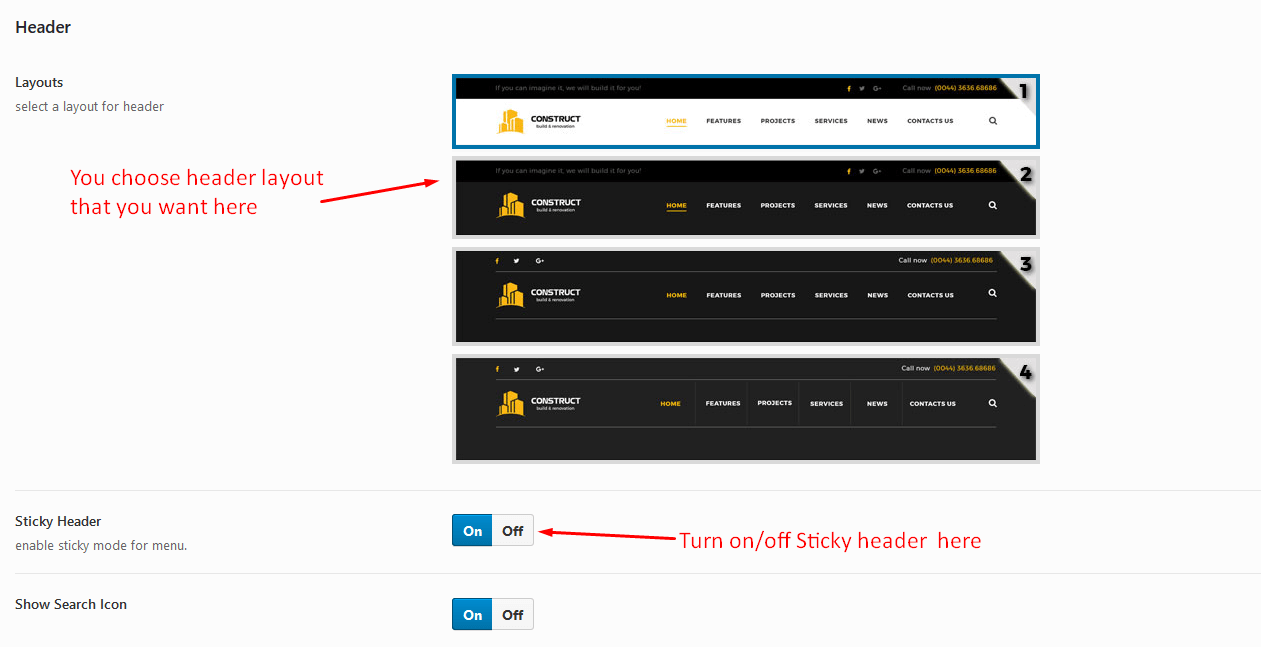 Header
Layouts
select a layout for header
If you can imagine it, we will build it for you!
G+
Call now (0044) 3636.68686
1
CONSTRUCT
build & renovation
HOME FEATURES PROJECTS SERVICES NEWS CONTACTS US
You choose header layout
that you want here
If you can imagine it, we will build it for you!
G+
Call now (0044) 3636.68686
2
CONSTRUCT
build & renovation
HOME FEATURES PROJECTS SERVICES NEWS CONTACTS US
G+
Call now (0044) 3636.68686
3
CONSTRUCT
build & renovation
HOME FEATURES PROJECTS SERVICES NEWS CONTACTS US
G+
Call now (0044) 3636.68686
4
CONSTRUCT
build & renovation
HOME FEATURES PROJECTS SERVICES NEWS CONTACTS US
Sticky Header
enable sticky mode for menu.
On Off
Turn on/off Sticky header here
Show Search Icon
On Off